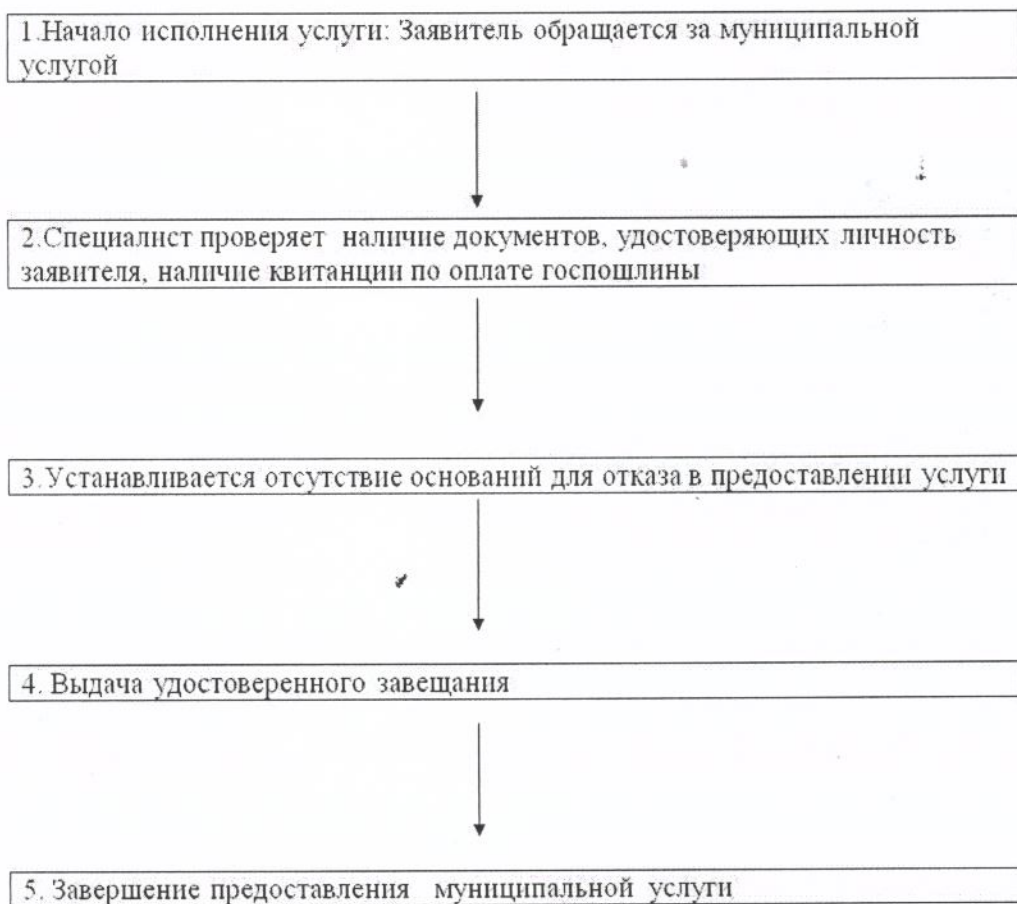 1.Начало исполнения услуги: Заявитель обращается за муниципальной
услугой
2.Специалист проверяет наличие документов, удостоверяющих личность
заявителя, наличие квитанции по оплате госпошлины
3.Устанавливается отсутствие оснований для отказа в предоставлении услуги
4. Выдача удостоверенного завещания
5. Завершение предоставления муниципальной услуги